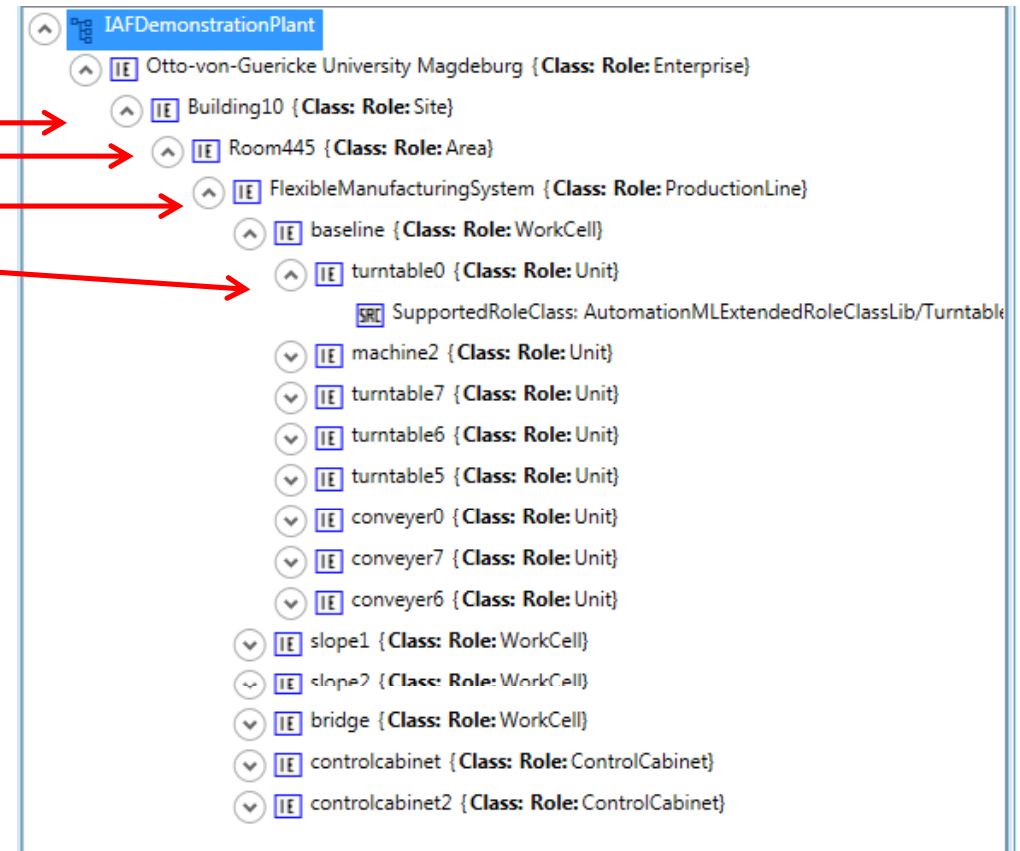 IAFDemonstrationPlant
IE Otto-von-Guericke University Magdeburg {Class: Role: Enterprise}
IE Building10 {Class: Role: Site}
IE Room445 {Class: Role: Area}
IE FlexibleManufacturingSystem {Class: Role: ProductionLine}
IE baseline {Class: Role: WorkCell}
IE turntable0 {Class: Role: Unit}
SRC SupportedRoleClass: AutomationMLExtendedRoleClassLib/Turntable
IE machine2 {Class: Role: Unit}
IE turntable7 {Class: Role: Unit}
IE turntable6 {Class: Role: Unit}
IE turntable5 {Class: Role: Unit}
IE conveyer0 {Class: Role: Unit}
IE conveyer7 {Class: Role: Unit}
IE conveyer6 {Class: Role: Unit}
IE slope1 {Class: Role: WorkCell}
IE slope2 {Class: Role: WorkCell}
IE bridge {Class: Role: WorkCell}
IE controlcabinet {Class: Role: ControlCabinet}
IE controlcabinet2 {Class: Role: ControlCabinet}